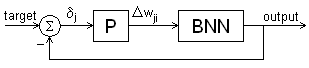 target δj Δwji output
Σ P BNN
−